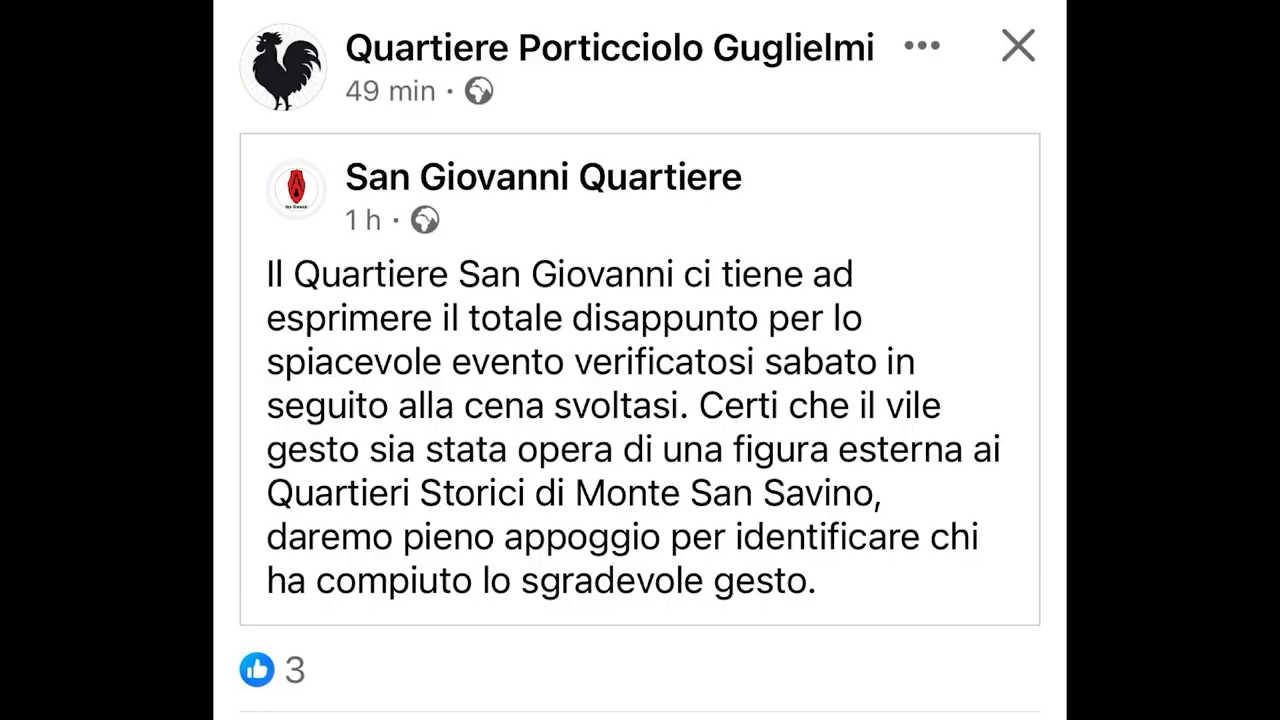 Quartiere Porticciolo Guglielmi
49 min ·
San Giovanni Quartiere
1 h ·
Il Quartiere San Giovanni ci tiene ad
esprimere il totale disappunto per lo
spiacevole evento verificatosi sabato in
seguito alla cena svoltasi. Certi che il vile
gesto sia stata opera di una figura esterna ai
Quartieri Storici di Monte San Savino,
daremo pieno appoggio per identificare chi
ha compiuto lo sgradevole gesto.
3